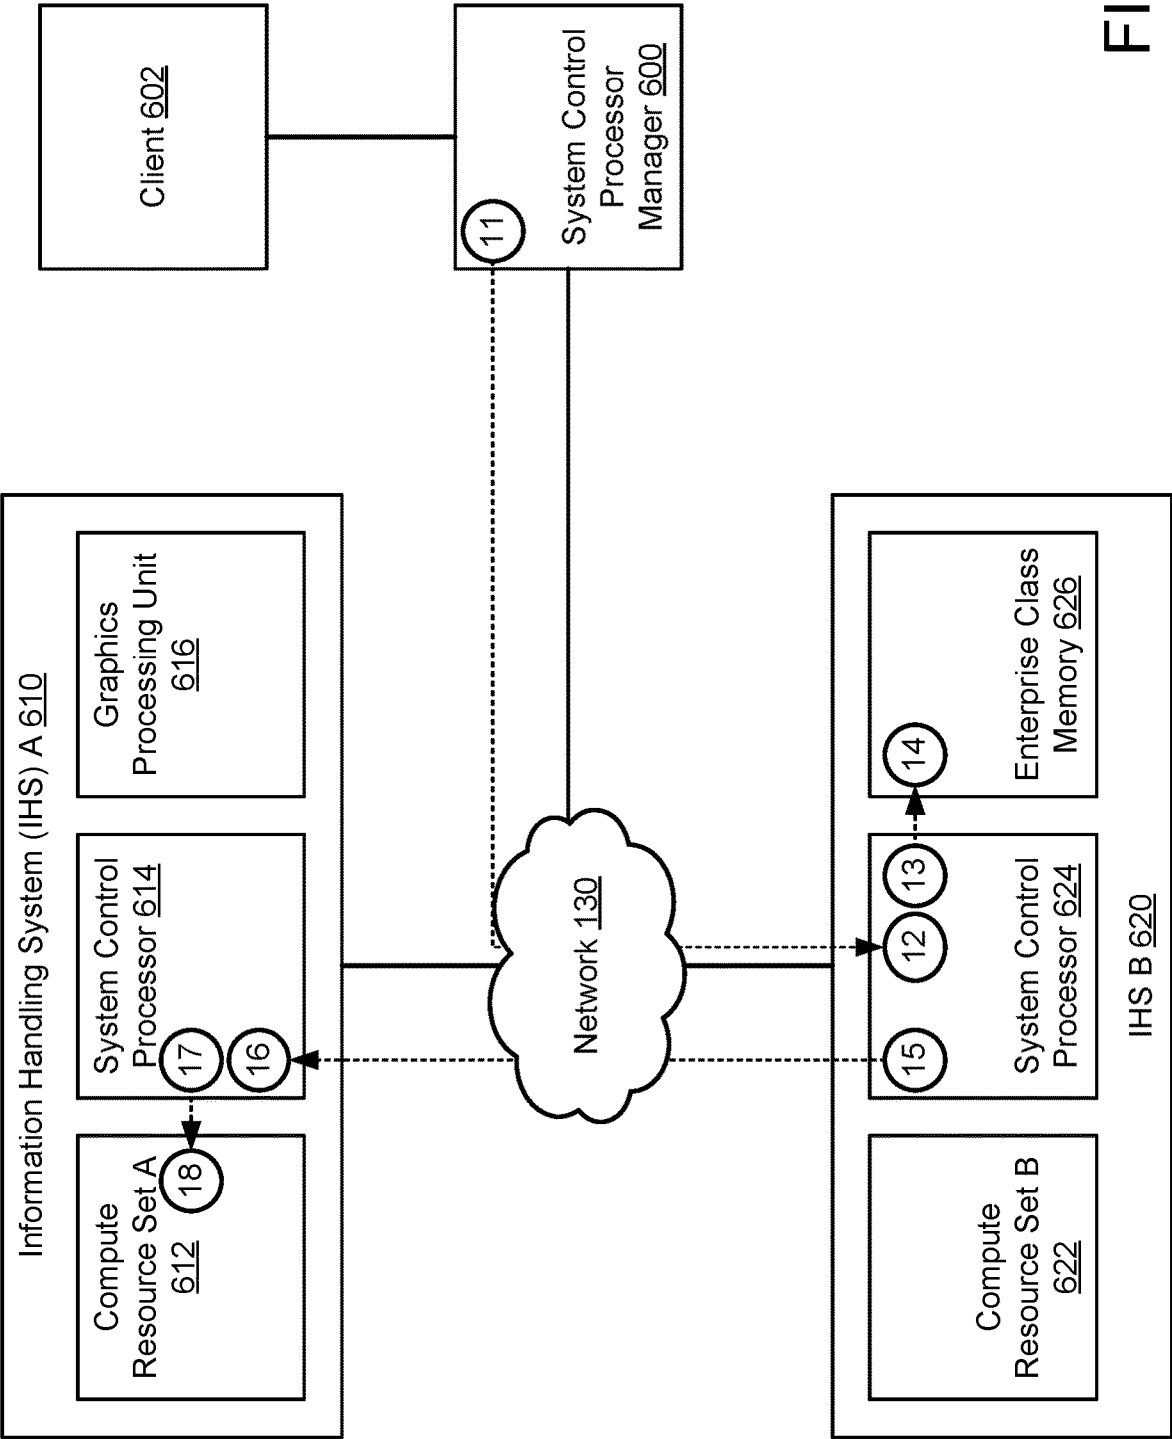 Information Handling System (IHS) A 610
Compute
Resource Set A
612
18
System Control
Processor 614
17
16
Graphics
Processing Unit
616
Client 602
11
System Control
Processor
Manager 600
Network 130
Compute
Resource Set B
622
15
12
13
System Control
Processor 624
14
Enterprise Class
Memory 626
IHS B 620
FI